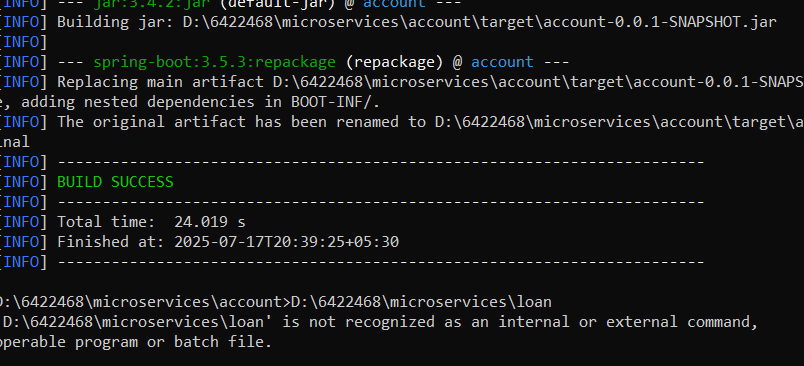 [INFO] --- jar:3.4.2:jar (default-jar) @ account ---
[INFO] Building jar: D:\6422468\microservices\account\target\account-0.0.1-SNAPSHOT.jar
[INFO]
[INFO] --- spring-boot:3.5.3:repackage (repackage) @ account ---
[INFO] Replacing main artifact D:\6422468\microservices\account\target\account-0.0.1-SNAPS
e, adding nested dependencies in BOOT-INF/.
[INFO] The original artifact has been renamed to D:\6422468\microservices\account\target\a
inal
[INFO] ------------------------------------------------------------------------
[INFO] BUILD SUCCESS
[INFO] ------------------------------------------------------------------------
[INFO] Total time:  24.019 s
[INFO] Finished at: 2025-07-17T20:39:25+05:30
[INFO] ------------------------------------------------------------------------
D:\6422468\microservices\account>D:\6422468\microservices\loan
'D:\6422468\microservices\loan' is not recognized as an internal or external command,
operable program or batch file.